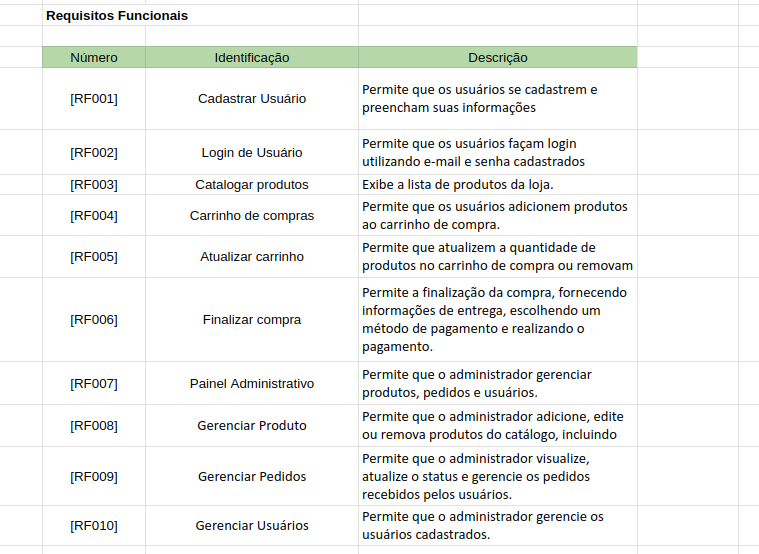 Requisitos Funcionais
Número Identificação Descrição
[RF001] Cadastrar Usuário Permite que os usuários se cadastrem e
preencham suas informações
[RF002] Login de Usuário Permite que os usuários façam login
utilizando e-mail e senha cadastrados
[RF003] Catalogar produtos Exibe a lista de produtos da loja.
[RF004] Carrinho de compras Permite que os usuários adicionem produtos
ao carrinho de compra.
[RF005] Atualizar carrinho Permite que atualizem a quantidade de
produtos no carrinho de compra ou removam
[RF006] Finalizar compra Permite a finalização da compra, fornecendo
informações de entrega, escolhendo um
método de pagamento e realizando o
pagamento.
[RF007] Painel Administrativo Permite que o administrador gerenciar
produtos, pedidos e usuários.
[RF008] Gerenciar Produto Permite que o administrador adicione, edite
ou remova produtos do catálogo, incluindo
[RF009] Gerenciar Pedidos Permite que o administrador visualize,
atualize o status e gerencie os pedidos
recebidos pelos usuários.
[RF010] Gerenciar Usuários Permite que o administrador gerencie os
usuários cadastrados.